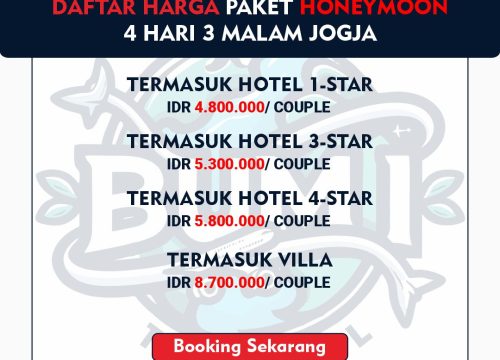 DAFTAR HARGA PAKET HONEYMOON
4 HARI 3 MALAM JOGJA
TERMASUK HOTEL 1-STAR
IDR 4.800.000/ COUPLE
TERMASUK HOTEL 3-STAR
IDR 5.300.000/ COUPLE
TERMASUK HOTEL 4-STAR
IDR 5.800.000/ COUPLE
TERMASUK VILLA
IDR 8.700.000/ COUPLE
BUMI
Booking Sekarang